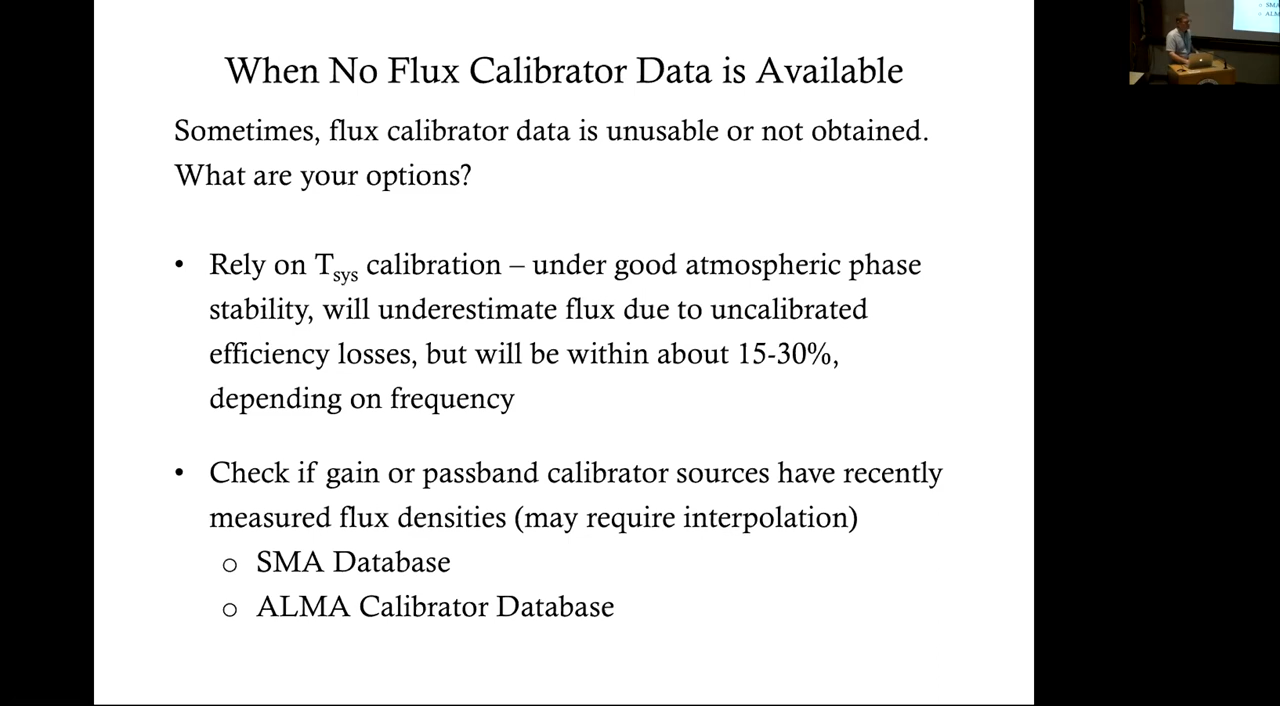 When No Flux Calibrator Data is Available
Sometimes, flux calibrator data is unusable or not obtained.
What are your options?
• Rely on Tsys calibration – under good atmospheric phase
stability, will underestimate flux due to uncalibrated
efficiency losses, but will be within about 15-30%,
depending on frequency
• Check if gain or passband calibrator sources have recently
measured flux densities (may require interpolation)
○ SMA Database
○ ALMA Calibrator Database